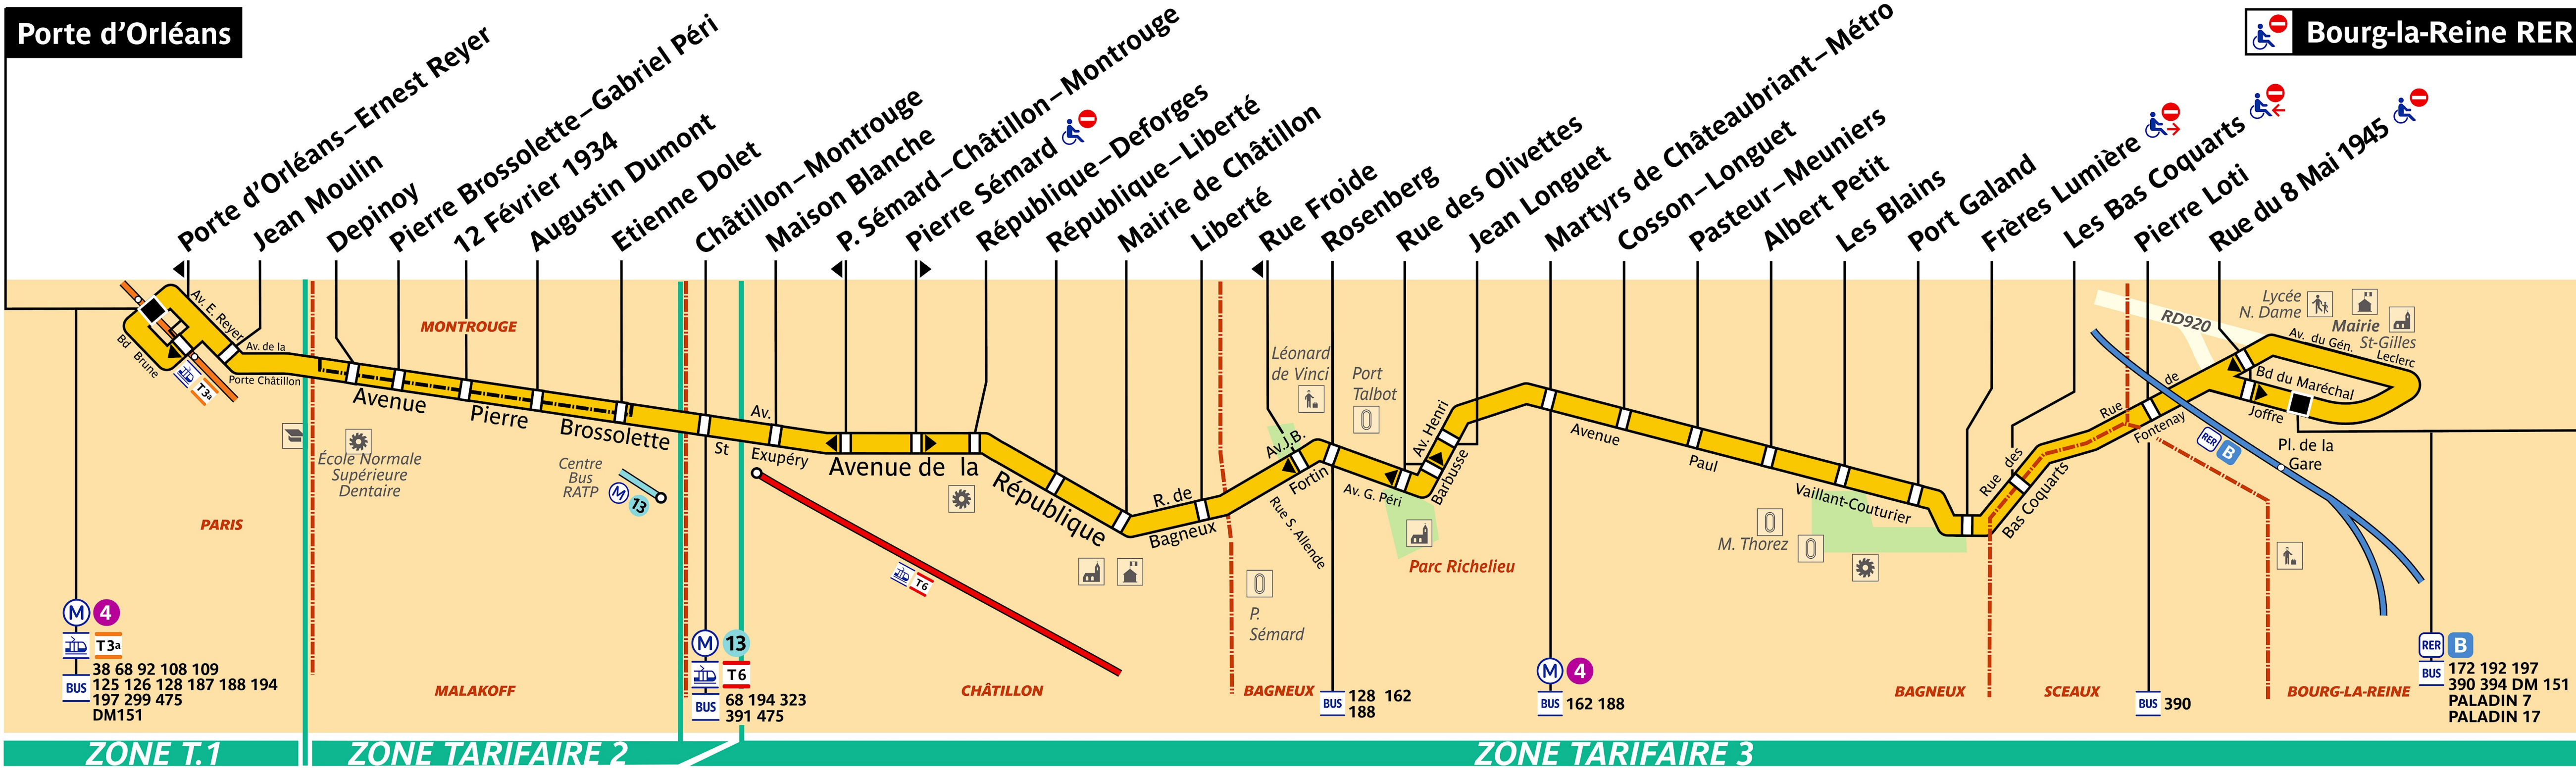 Porte d'Orléans
Bourg-la-Reine RER
Porte d'Orléans–Ernest Reyer
Jean Moulin
Depinoy
Pierre Brossolette–Gabriel Péri
12 Février 1934
Augustin Dumont
Etienne Dolet
Châtillon–Montrouge
Maison Blanche
P. Sémard–Châtillon–Montrouge
Pierre Sémard
République–Deforges
République–Liberté
Mairie de Châtillon
Liberté
Rue Froide
Rosenberg
Rue des Olivettes
Jean Longuet
Martyrs de Châteaubriant–Métro
Cosson–Longuet
Pasteur–Meuniers
Albert Petit
Les Blains
Port Galand
Frères Lumière
Les Bas Coquarts
Pierre Loti
Rue du 8 Mai 1945
Av. E. Reyer
Bd Brune
T3a
Av. de la
Porte Châtillon
MONTROUGE
Avenue
Pierre
Brossolette
Av.
St
Exupéry
Avenue de la
République
R. de
Bagneux
Léonard
de Vinci
Av.J.B.
Fortin
Rue S. Allende
Port
Talbot
Av. G. Péri
Av. Henri
Barbusse
Avenue
Paul
Vaillant-Couturier
Rue des
Bas Coquarts
Rue de
Fontenay
RD920
Lycée
N. Dame
Mairie
St-Gilles
Av. du Gén.
Leclerc
Bd du Maréchal
Joffre
RER B
Pl. de la
Gare
École Normale
Supérieure
Dentaire
Centre
Bus
RATP
M 13
T6
P.
Sémard
Parc Richelieu
M. Thorez
PARIS
MALAKOFF
CHÂTILLON
BAGNEUX
BAGNEUX
SCEAUX
BOURG-LA-REINE
M 4
T3a
BUS
38 68 92 108 109
125 126 128 187 188 194
197 299 475
DM151
M 13
T6
BUS
68 194 323
391 475
BUS
128 162
188
M 4
BUS 162 188
BUS 390
RER B
BUS
172 192 197
390 394 DM 151
PALADIN 7
PALADIN 17
ZONE T.1
ZONE TARIFAIRE 2
ZONE TARIFAIRE 3